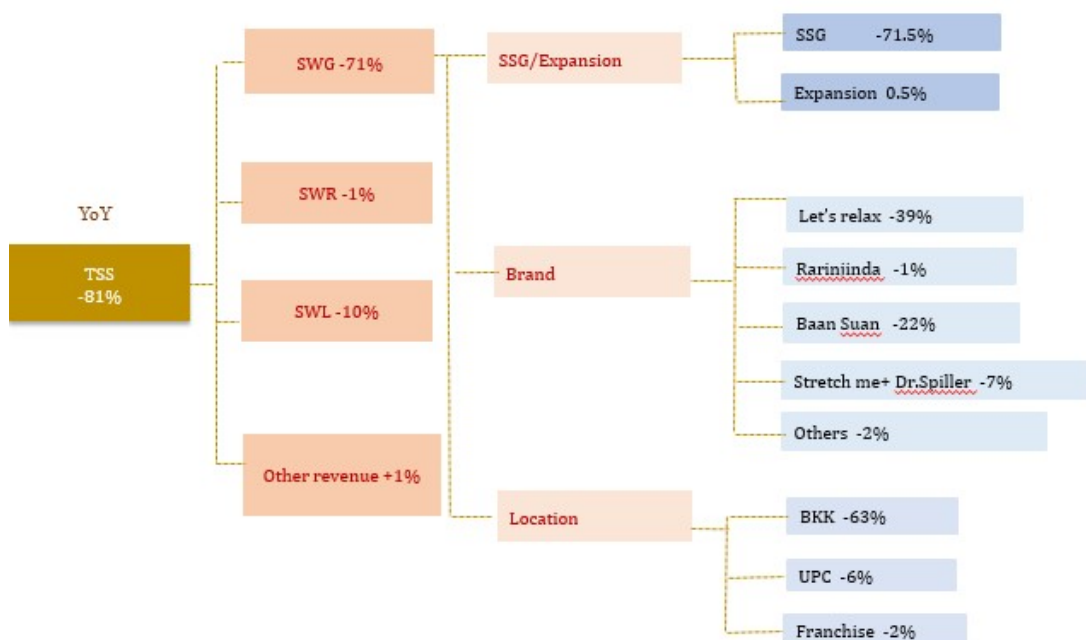 YoY
TSS
-81%
SWG -71%
SWR -1%
SWL -10%
Other revenue +1%
SSG/Expansion
SSG -71.5%
Expansion 0.5%
Brand
Let's relax -39%
Rarinjinda -1%
Baan Suan -22%
Stretch me+ Dr.Spiller -7%
Others -2%
Location
BKK -63%
UPC -6%
Franchise -2%